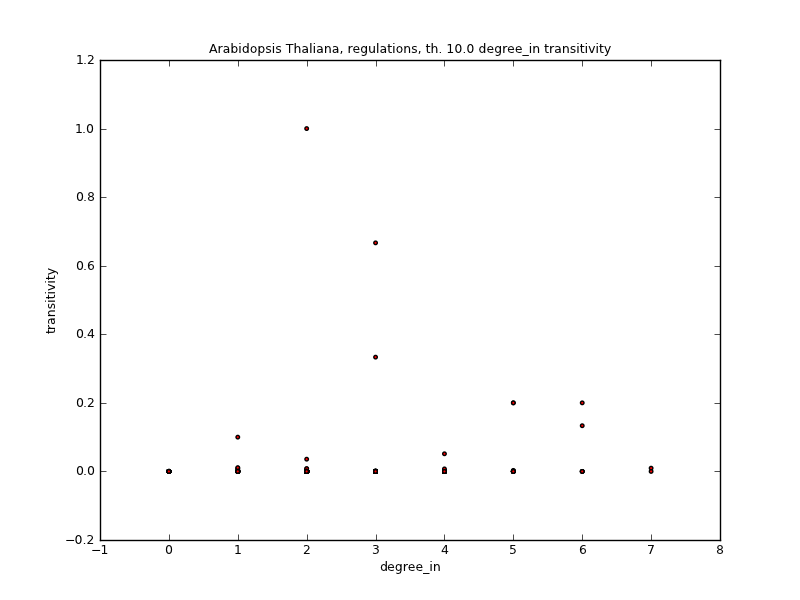 Arabidopsis Thaliana, regulations, th. 10.0 degree_in transitivity
1.2
1.0
0.8
0.6
0.4
0.2
0.0
−0.2
transitivity
−1 0 1 2 3 4 5 6 7 8
degree_in